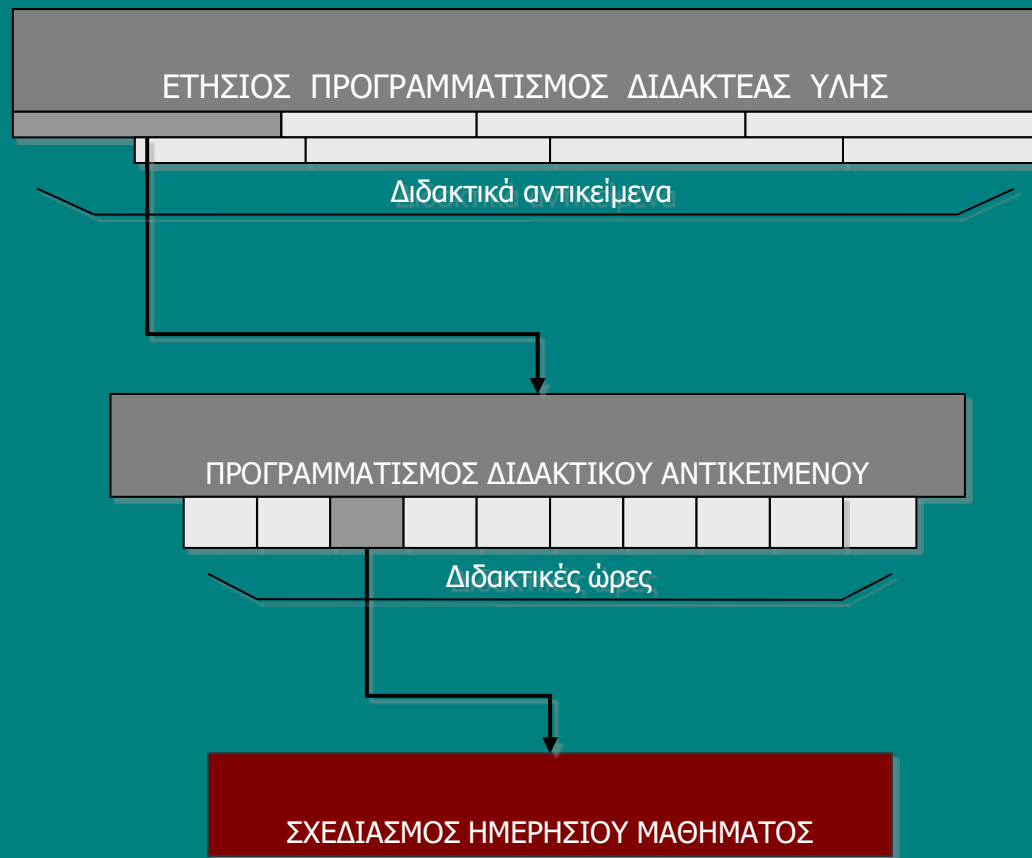 ΕΤΗΣΙΟΣ ΠΡΟΓΡΑΜΜΑΤΙΣΜΟΣ ΔΙΔΑΚΤΕΑΣ ΥΛΗΣ
Διδακτικά αντικείμενα
ΠΡΟΓΡΑΜΜΑΤΙΣΜΟΣ ΔΙΔΑΚΤΙΚΟΥ ΑΝΤΙΚΕΙΜΕΝΟΥ
Διδακτικές ώρες
ΣΧΕΔΙΑΣΜΟΣ ΗΜΕΡΗΣΙΟΥ ΜΑΘΗΜΑΤΟΣ